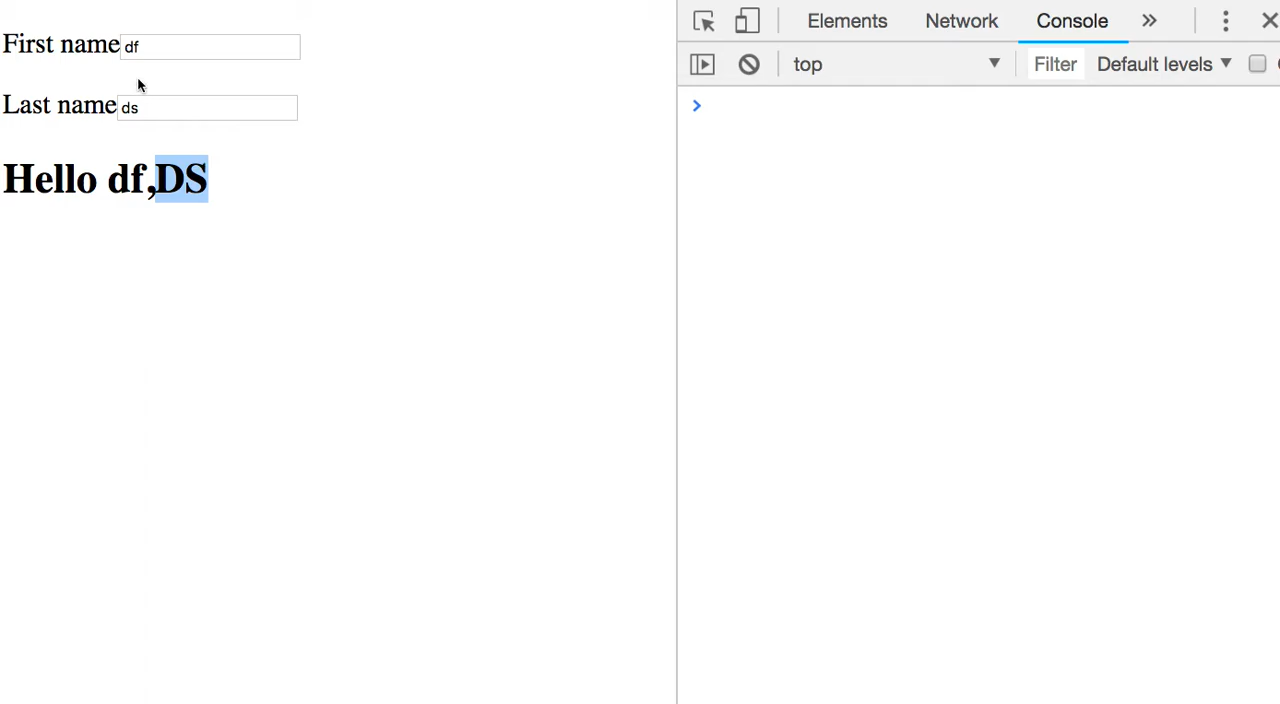 First name df
Last name ds
Hello df,DS
Elements Network Console »
top Filter Default levels